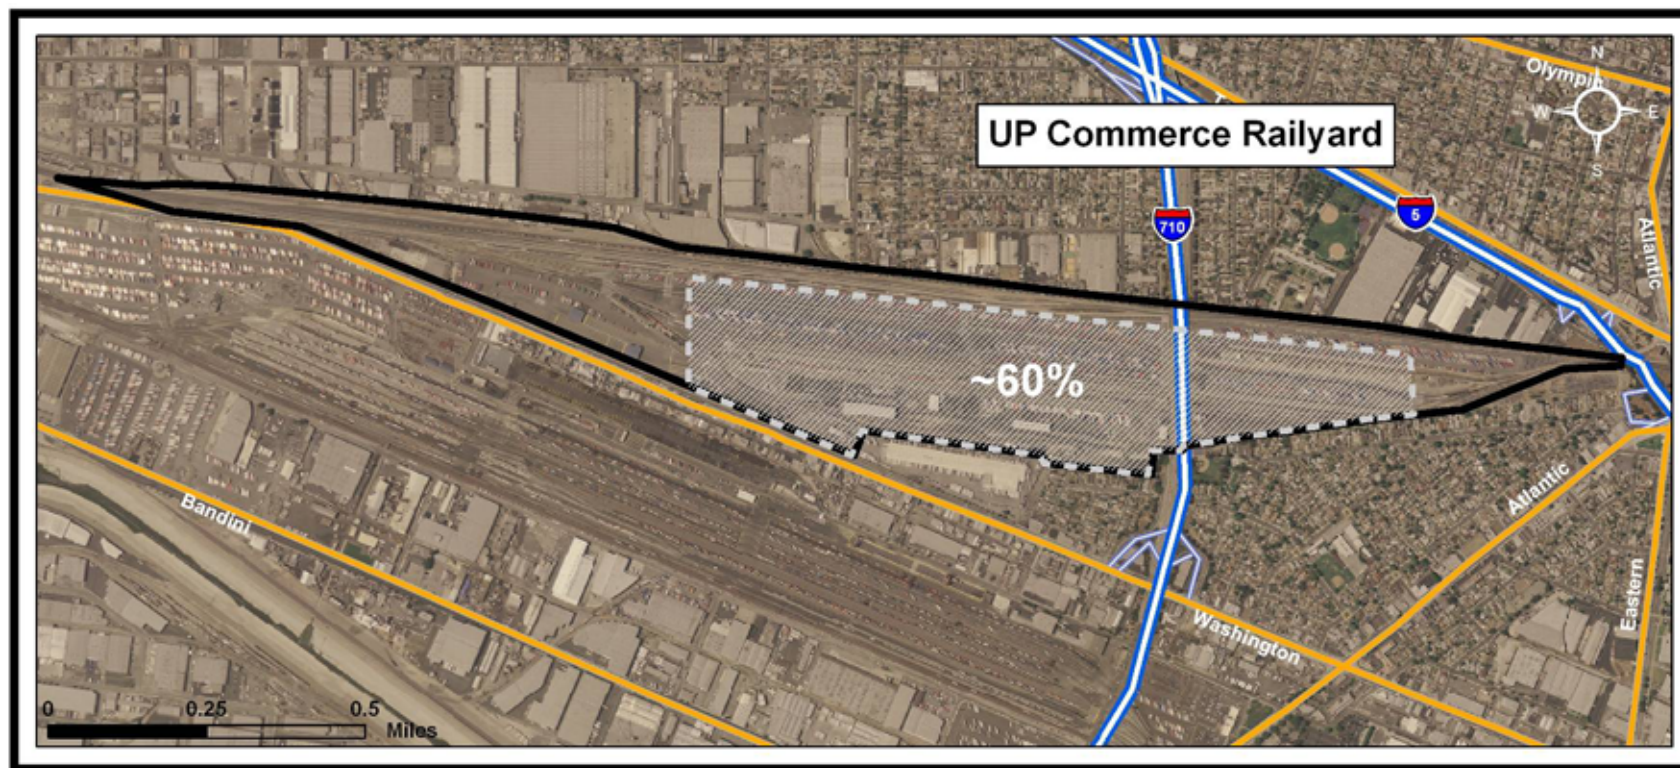 N
Olympic
W
E
S
UP Commerce Railyard
5
710
Atlantic
~60%
Atlantic
Bandini
Eastern
Washington
0
0.25
0.5
Miles